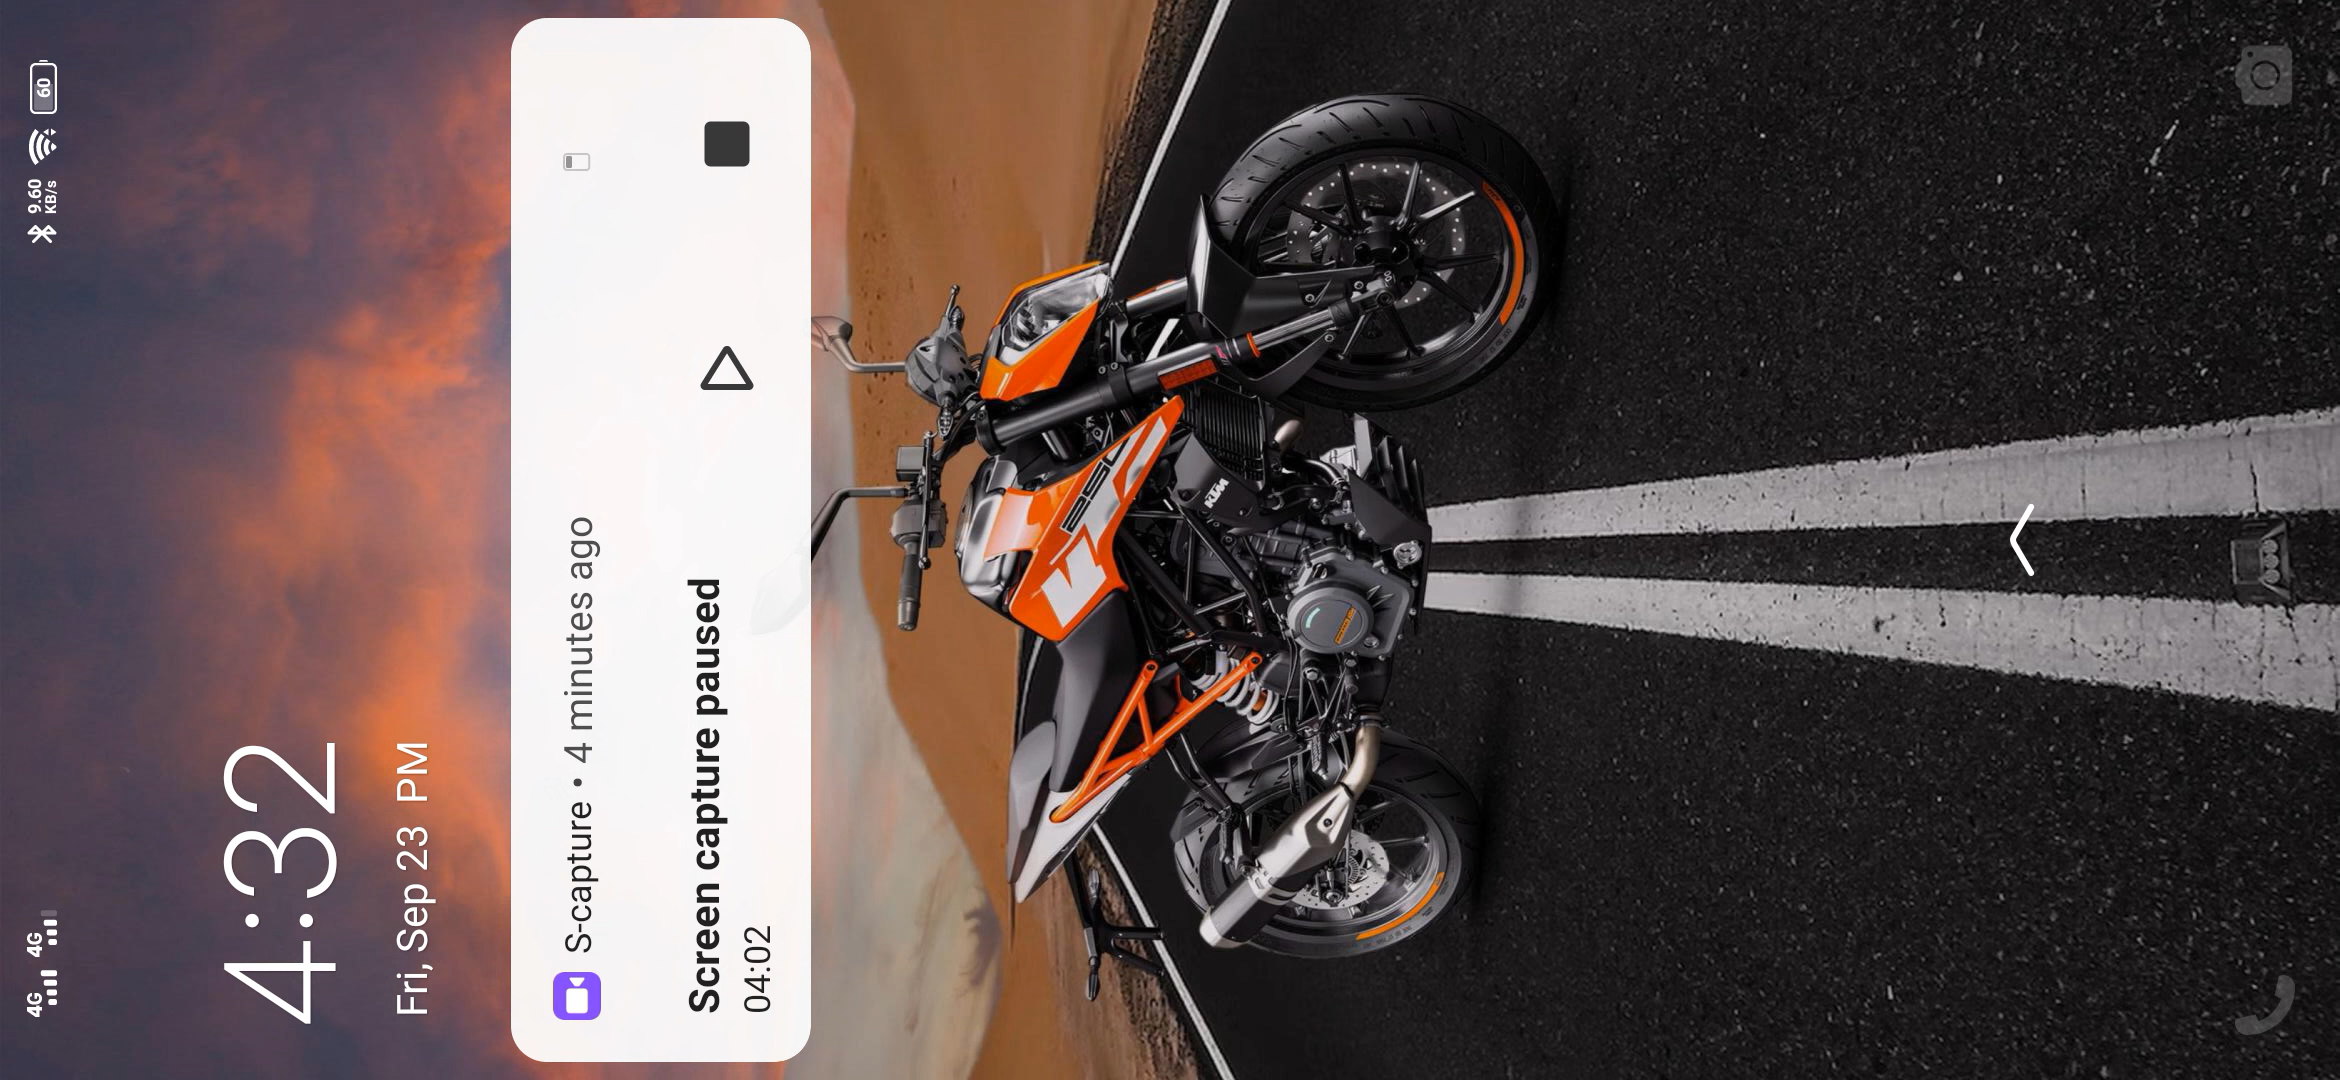 4G 4G
9.60 KB/s
60
4:32
Fri, Sep 23 PM
S-capture • 4 minutes ago
Screen capture paused
04:02
250
KTM